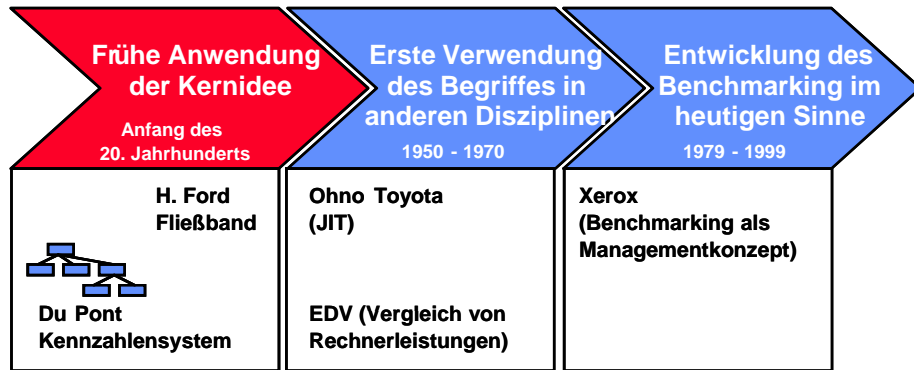 Frühe Anwendung
der Kernidee
Anfang des
20. Jahrhunderts
Erste Verwendung
des Begriffes in
anderen Disziplinen
1950 - 1970
Entwicklung des
Benchmarking im
heutigen Sinne
1979 - 1999
H. Ford
Fließband
Du Pont
Kennzahlensystem
Ohno Toyota
(JIT)
EDV (Vergleich von
Rechnerleistungen)
Xerox
(Benchmarking als
Managementkonzept)